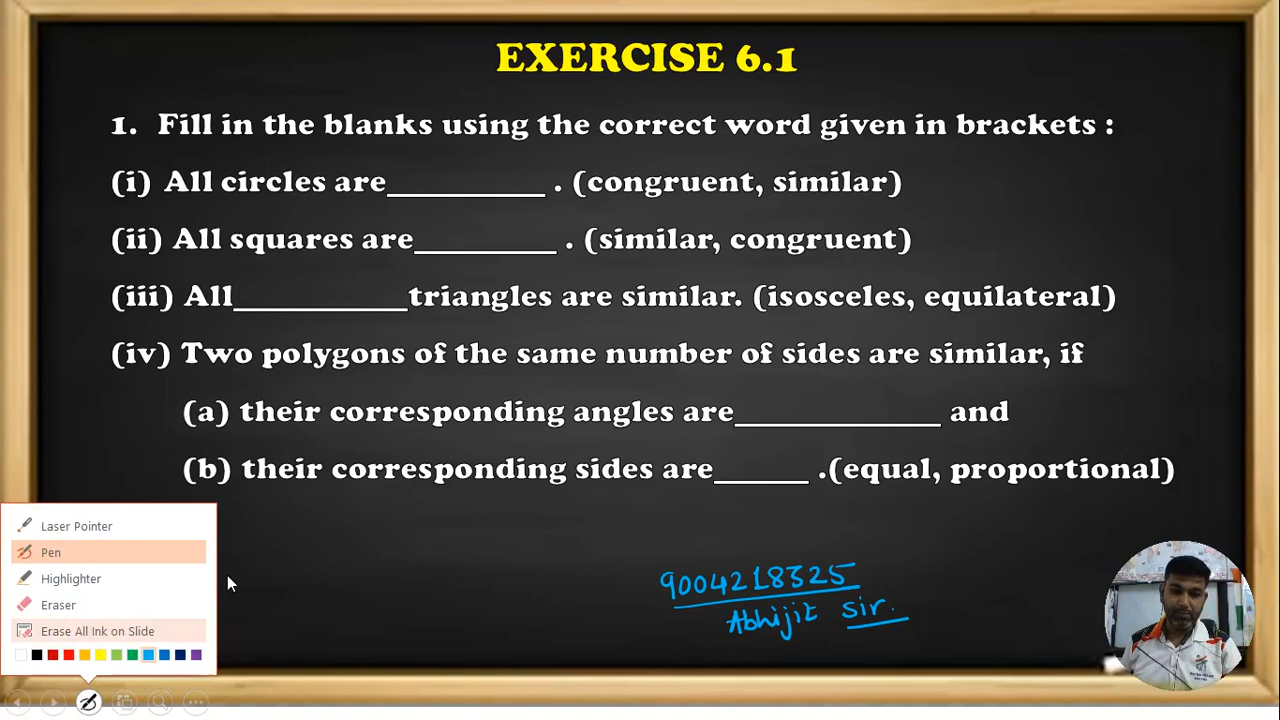 EXERCISE 6.1
1. Fill in the blanks using the correct word given in brackets :
(i) All circles are__________ . (congruent, similar)
(ii) All squares are_________ . (similar, congruent)
(iii) All___________triangles are similar. (isosceles, equilateral)
(iv) Two polygons of the same number of sides are similar, if
(a) their corresponding angles are_____________ and
(b) their corresponding sides are______ .(equal, proportional)
Laser Pointer
Pen
Highlighter
Eraser
Erase All Ink on Slide
9004218325
Abhijit Sir.